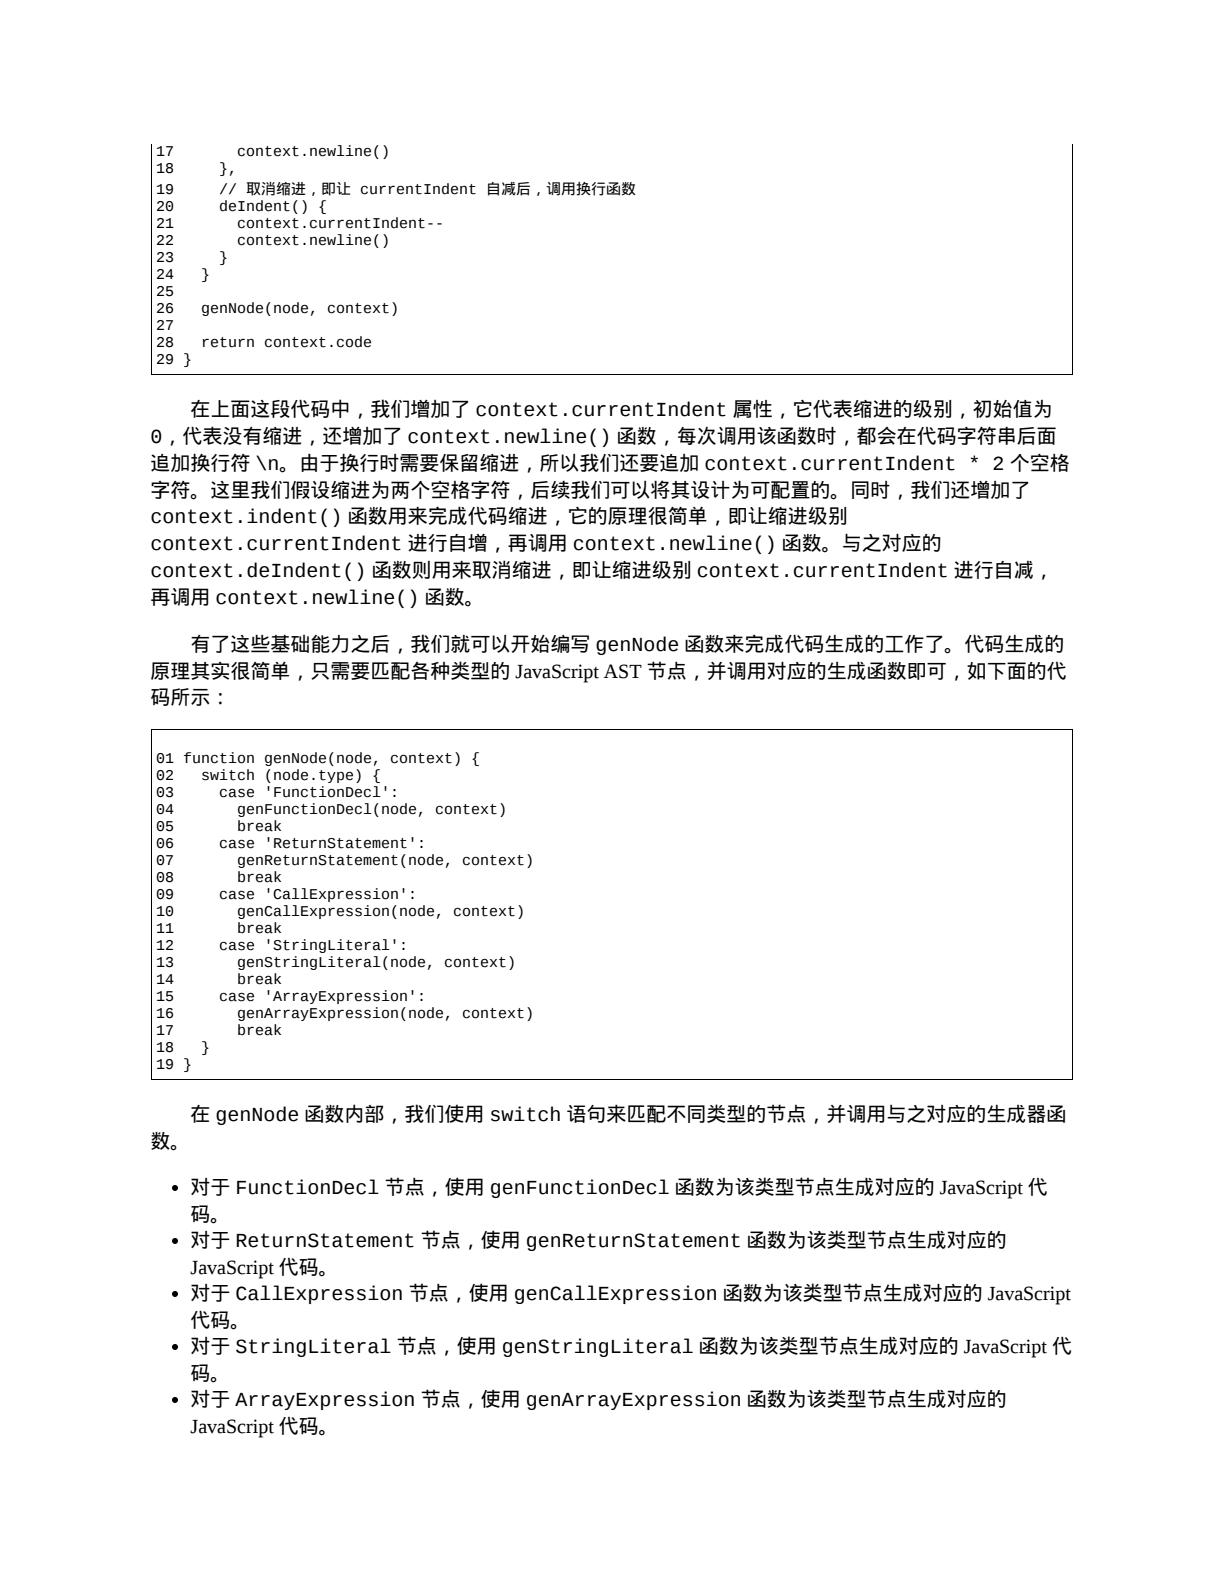 17       context.newline()
18     },
19     // 取消缩进，即让 currentIndent 自减后，调用换行函数
20     deIndent() {
21       context.currentIndent--
22       context.newline()
23     }
24   }
25
26   genNode(node, context)
27
28   return context.code
29 }
在上面这段代码中，我们增加了 context.currentIndent 属性，它代表缩进的级别，初始值为
0，代表没有缩进，还增加了 context.newline() 函数，每次调用该函数时，都会在代码字符串后面
追加换行符 \n。由于换行时需要保留缩进，所以我们还要追加 context.currentIndent * 2 个空格
字符。这里我们假设缩进为两个空格字符，后续我们可以将其设计为可配置的。同时，我们还增加了
context.indent() 函数用来完成代码缩进，它的原理很简单，即让缩进级别
context.currentIndent 进行自增，再调用 context.newline() 函数。与之对应的
context.deIndent() 函数则用来取消缩进，即让缩进级别 context.currentIndent 进行自减，
再调用 context.newline() 函数。
有了这些基础能力之后，我们就可以开始编写 genNode 函数来完成代码生成的工作了。代码生成的
原理其实很简单，只需要匹配各种类型的 JavaScript AST 节点，并调用对应的生成函数即可，如下面的代
码所示：
01 function genNode(node, context) {
02   switch (node.type) {
03     case 'FunctionDecl':
04       genFunctionDecl(node, context)
05       break
06     case 'ReturnStatement':
07       genReturnStatement(node, context)
08       break
09     case 'CallExpression':
10       genCallExpression(node, context)
11       break
12     case 'StringLiteral':
13       genStringLiteral(node, context)
14       break
15     case 'ArrayExpression':
16       genArrayExpression(node, context)
17       break
18   }
19 }
在 genNode 函数内部，我们使用 switch 语句来匹配不同类型的节点，并调用与之对应的生成器函
数。
• 对于 FunctionDecl 节点，使用 genFunctionDecl 函数为该类型节点生成对应的 JavaScript 代
码。
• 对于 ReturnStatement 节点，使用 genReturnStatement 函数为该类型节点生成对应的
JavaScript 代码。
• 对于 CallExpression 节点，使用 genCallExpression 函数为该类型节点生成对应的 JavaScript
代码。
• 对于 StringLiteral 节点，使用 genStringLiteral 函数为该类型节点生成对应的 JavaScript 代
码。
• 对于 ArrayExpression 节点，使用 genArrayExpression 函数为该类型节点生成对应的
JavaScript 代码。